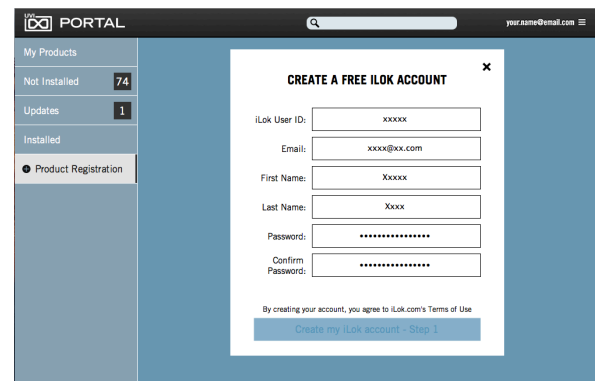 UVI PORTAL
your.name@email.com
My Products
Not Installed 74
Updates 1
Installed
Product Registration
CREATE A FREE ILOK ACCOUNT
iLok User ID: xxxxx
Email: xxxx@xx.com
First Name: Xxxxx
Last Name: Xxxx
Password: •••••••••••••••
Confirm
Password: •••••••••••••••
By creating your account, you agree to iLok.com's Terms of Use
Create my iLok account - Step 1